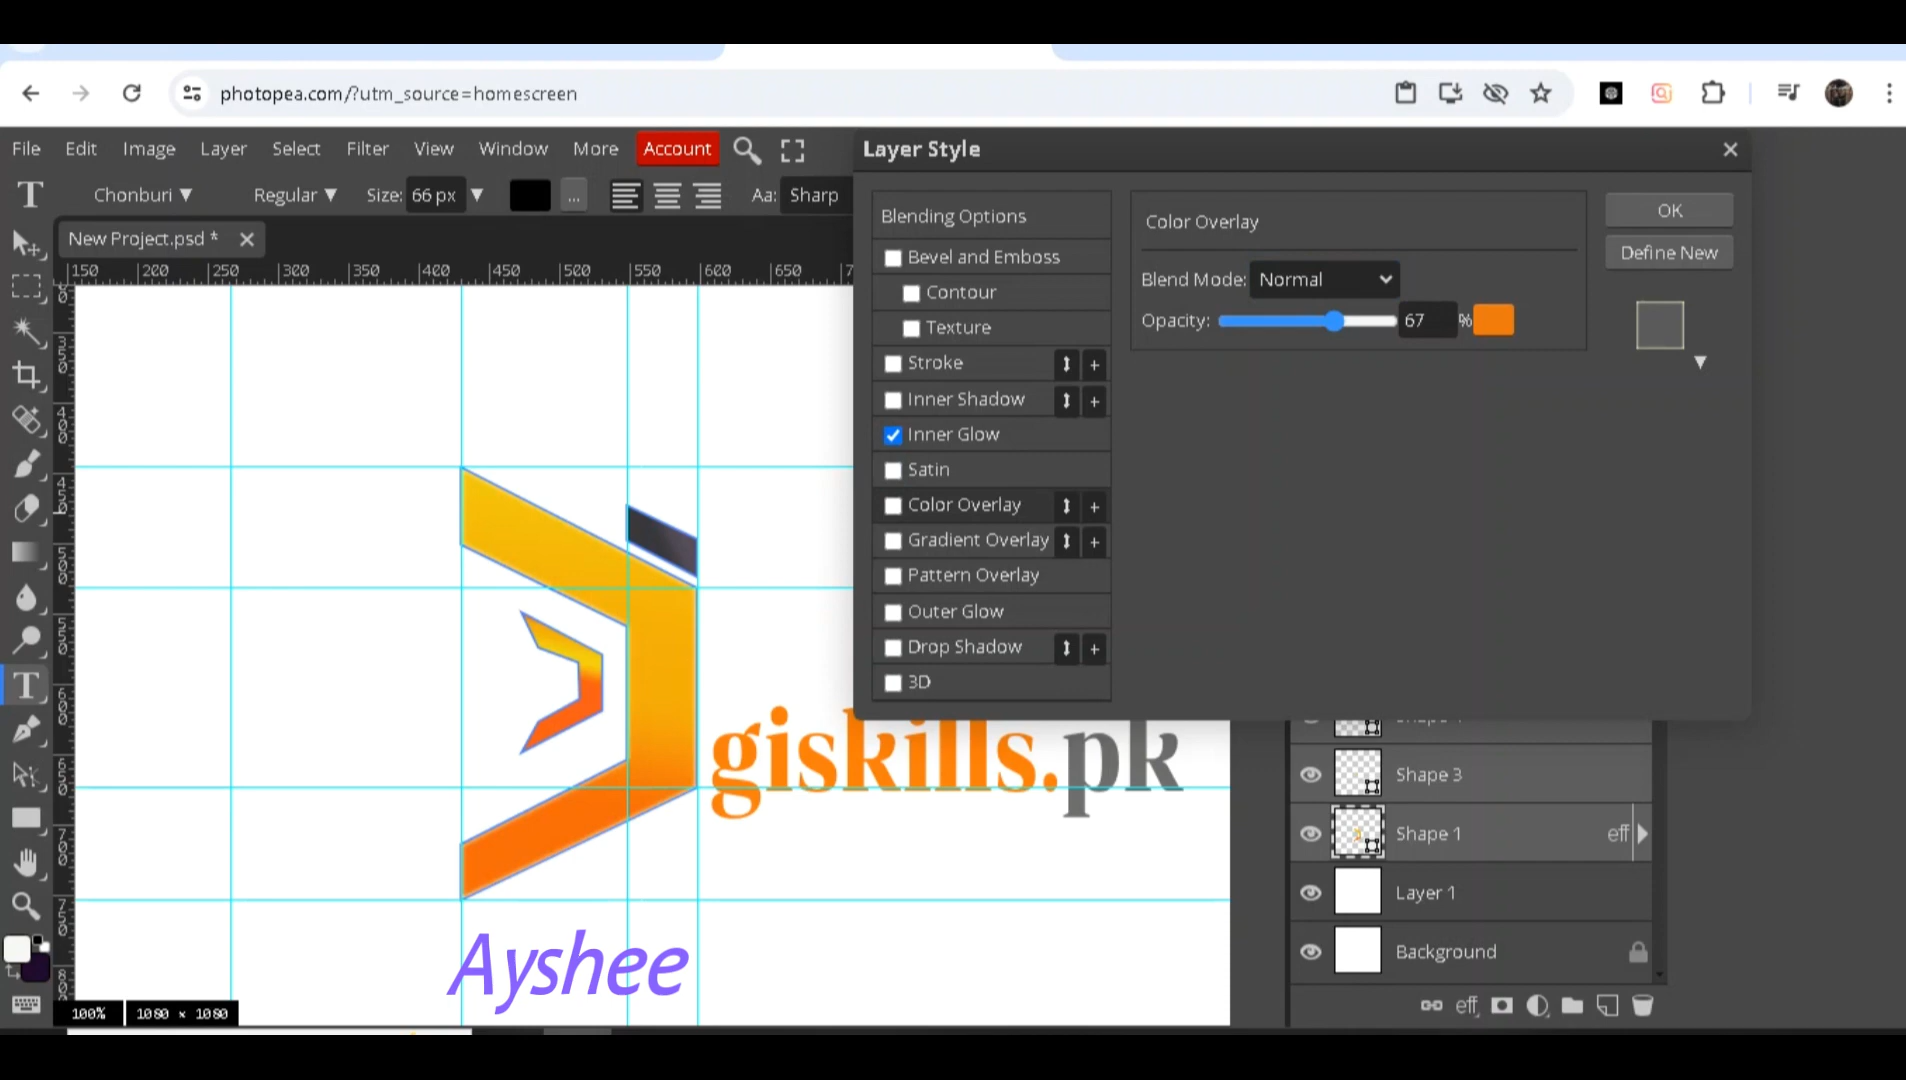 photopea.com/?utm_source=homescreen
File Edit Image Layer Select Filter View Window More Account
Layer Style
T Chonburi Regular Size: 66 px ... Aa: Sharp
New Project.psd *
150 200 250 300 350 400 450 500 550 600 650
Blending Options
Bevel and Emboss
Contour
Texture
Stroke
Inner Shadow
Inner Glow
Satin
Color Overlay
Gradient Overlay
Pattern Overlay
Outer Glow
Drop Shadow
3D
Color Overlay
Blend Mode: Normal
Opacity: 67 %
OK
Define New
giskills.pk
Ayshee
Shape 3
Shape 1 eff
Layer 1
Background
eff
100% 1080 × 1080